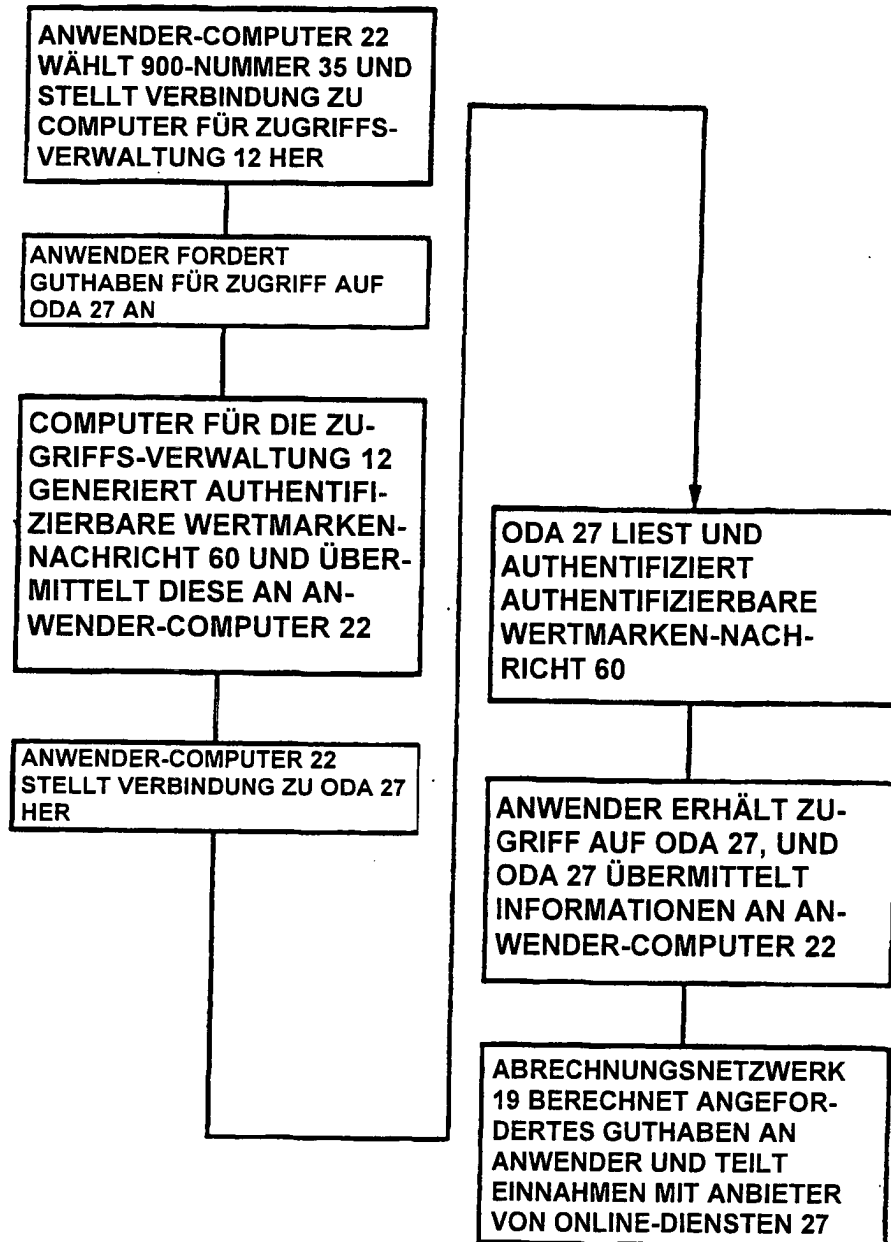 ANWENDER-COMPUTER 22
WÄHLT 900-NUMMER 35 UND
STELLT VERBINDUNG ZU
COMPUTER FÜR ZUGRIFFS-
VERWALTUNG 12 HER
ANWENDER FORDERT
GUTHABEN FÜR ZUGRIFF AUF
ODA 27 AN
COMPUTER FÜR DIE ZU-
GRIFFS-VERWALTUNG 12
GENERIERT AUTHENTIFI-
ZIERBARE WERTMARKEN-
NACHRICHT 60 UND ÜBER-
MITTELT DIESE AN AN-
WENDER-COMPUTER 22
ANWENDER-COMPUTER 22
STELLT VERBINDUNG ZU ODA 27
HER
ODA 27 LIEST UND
AUTHENTIFIZIERT
AUTHENTIFIZIERBARE
WERTMARKEN-NACH-
RICHT 60
ANWENDER ERHÄLT ZU-
GRIFF AUF ODA 27, UND
ODA 27 ÜBERMITTELT
INFORMATIONEN AN AN-
WENDER-COMPUTER 22
ABRECHNUNGSNETZWERK
19 BERECHNET ANGEFOR-
DERTES GUTHABEN AN
ANWENDER UND TEILT
EINNAHMEN MIT ANBIETER
VON ONLINE-DIENSTEN 27